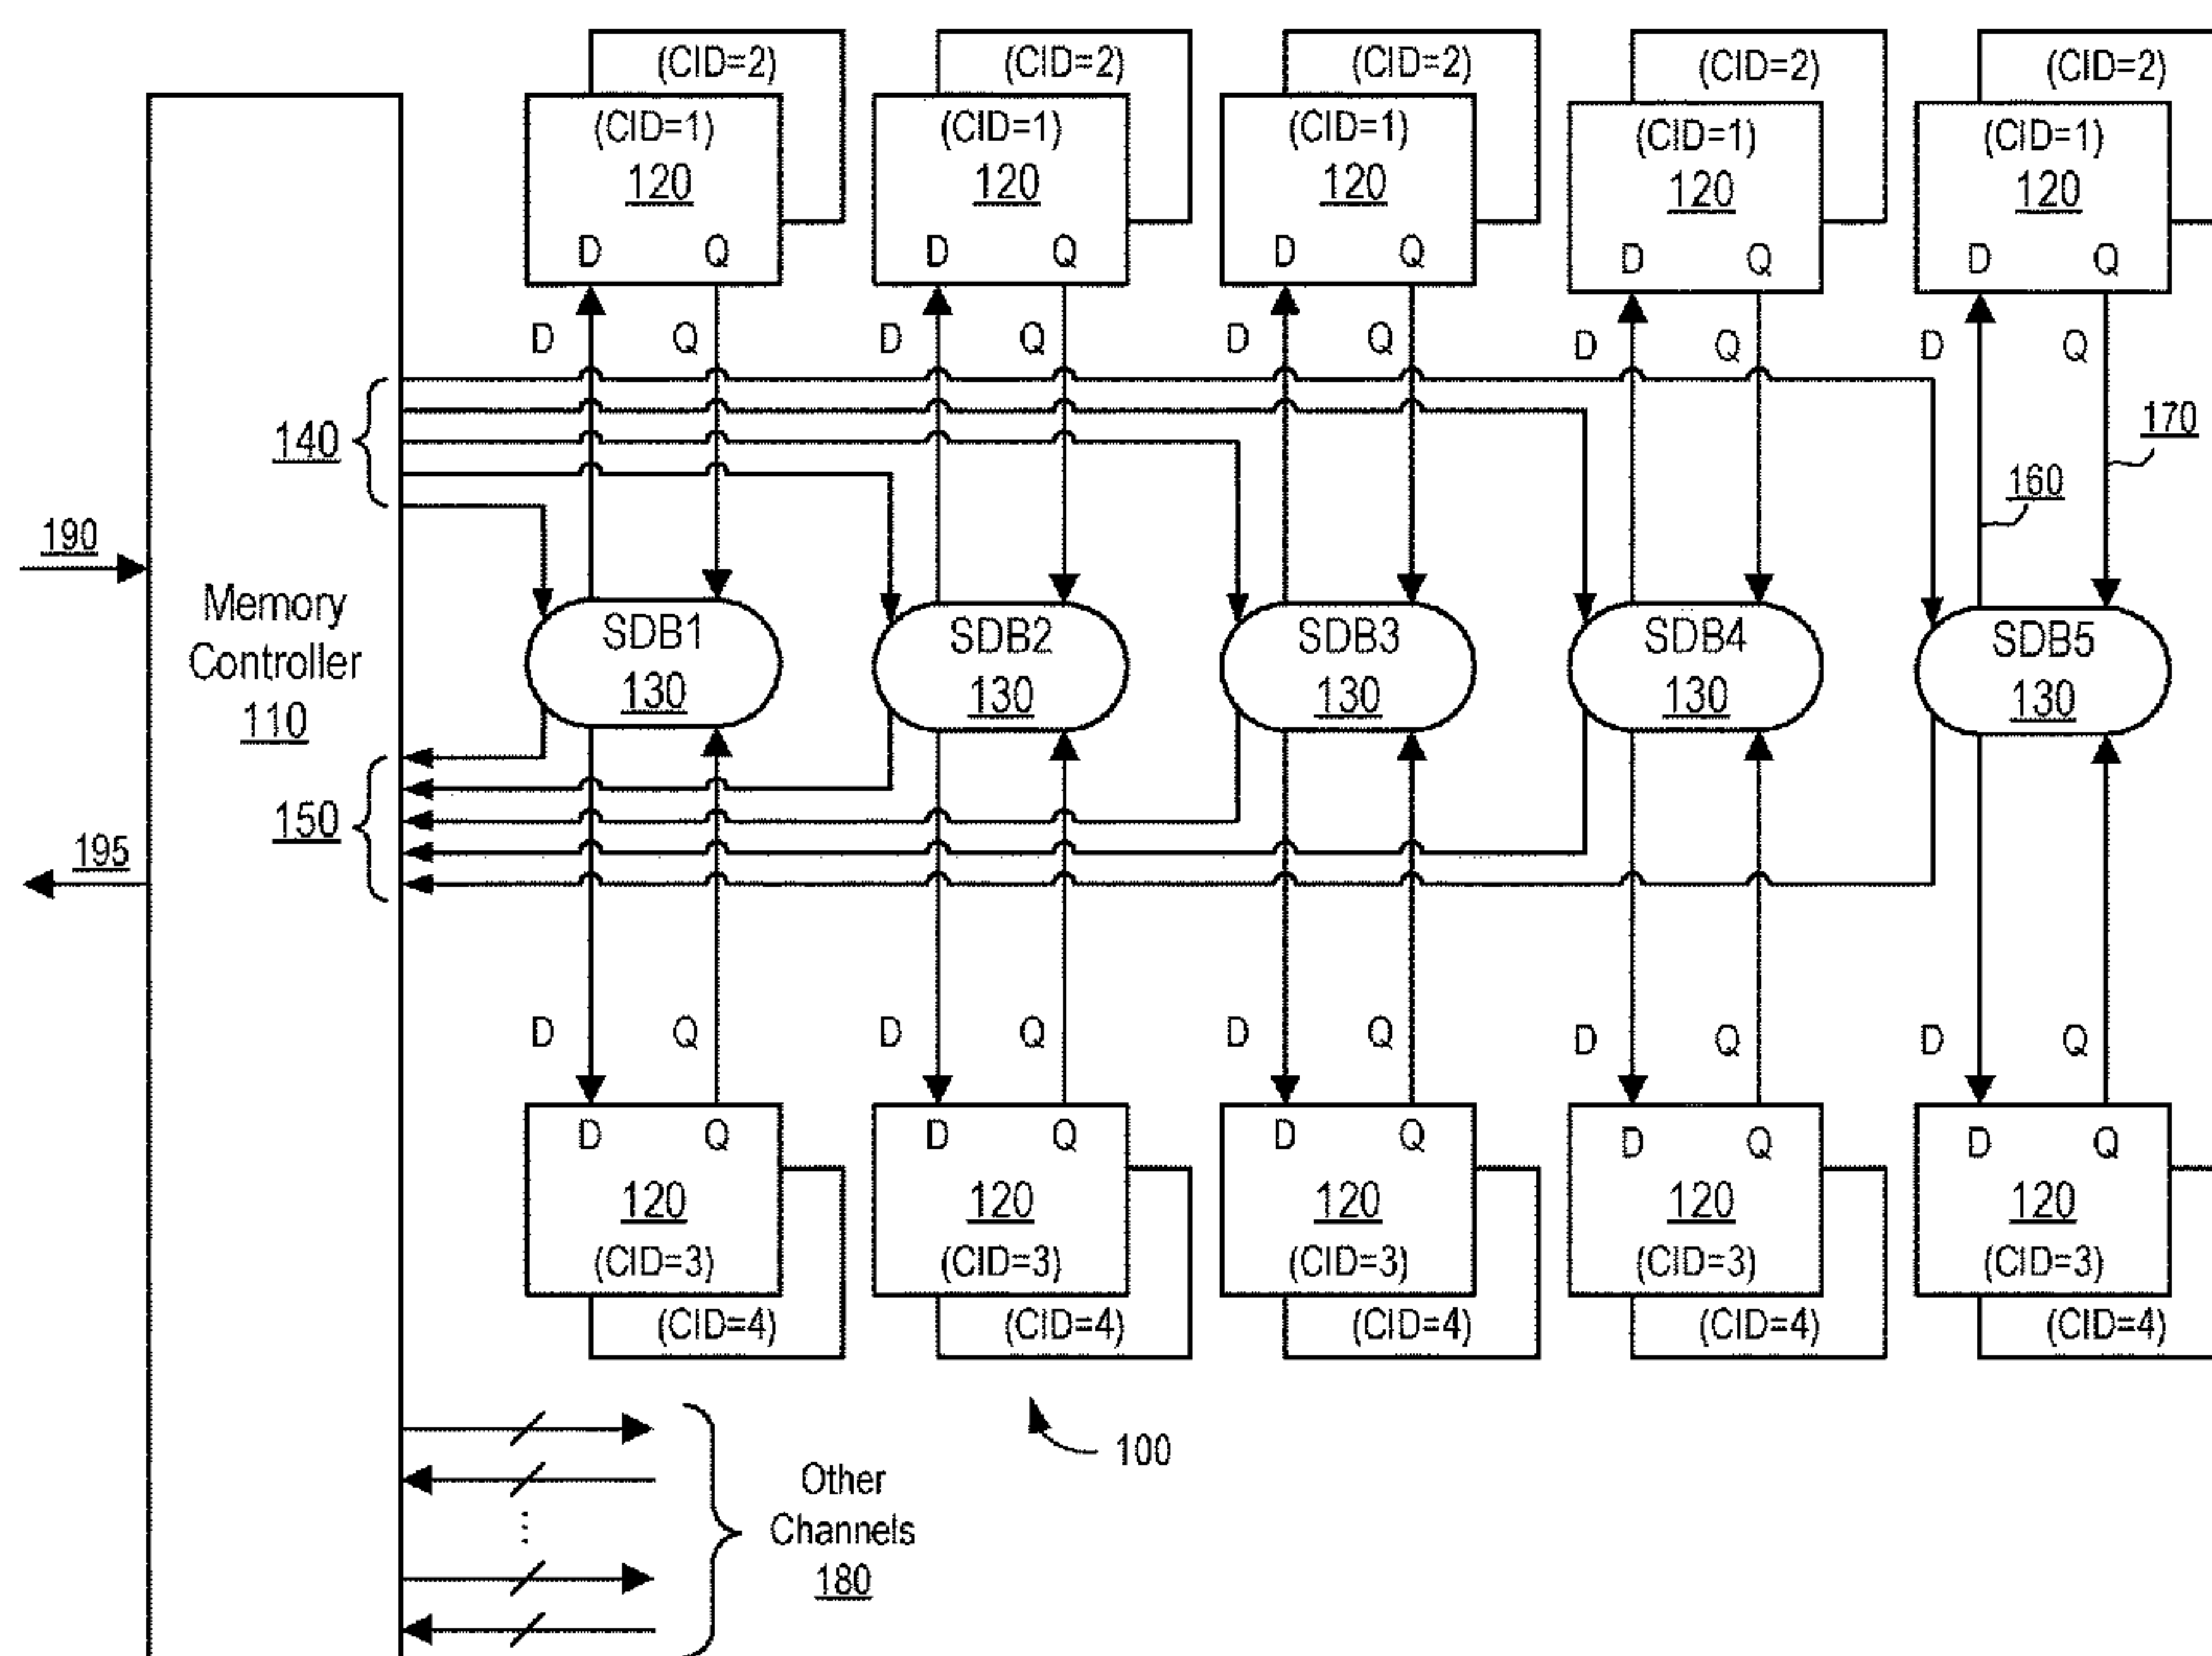 (CID=2) (CID=2) (CID=2) (CID=2) (CID=2)
(CID=1) (CID=1) (CID=1) (CID=1) (CID=1)
120 120 120 120 120
D Q D Q D Q D Q D Q
D Q D Q D Q D Q D Q
140
170
160
190
Memory
Controller
110
SDB1 SDB2 SDB3 SDB4 SDB5
130 130 130 130 130
150
195
D Q D Q D Q D Q D Q
D Q D Q D Q D Q D Q
120 120 120 120 120
(CID=3) (CID=3) (CID=3) (CID=3) (CID=3)
(CID=4) (CID=4) (CID=4) (CID=4) (CID=4)
100
Other
Channels
180